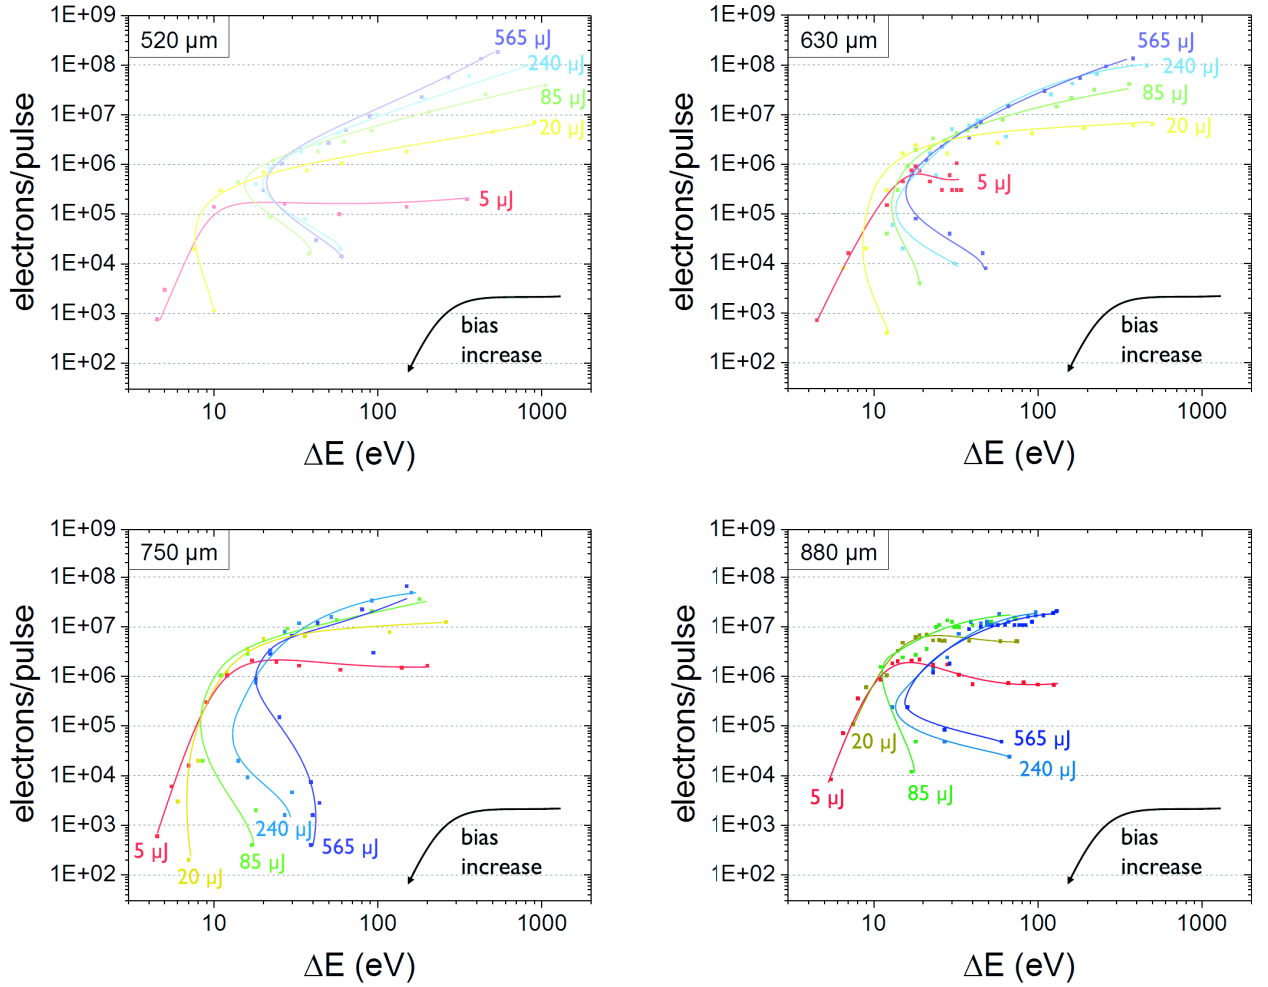 1E+09
520 µm
565 µJ
1E+08
240 µJ
85 µJ
1E+07
20 µJ
1E+06
5 µJ
1E+05
1E+04
1E+03
bias
increase
1E+02
electrons/pulse
10 100 1000
ΔE (eV)
1E+09
630 µm
565 µJ
1E+08
240 µJ
85 µJ
1E+07
20 µJ
1E+06
5 µJ
1E+05
1E+04
1E+03
bias
increase
1E+02
electrons/pulse
10 100 1000
ΔE (eV)
1E+09
750 µm
1E+08
1E+07
1E+06
1E+05
1E+04
1E+03
240 µJ
565 µJ
5 µJ
85 µJ
20 µJ
bias
increase
1E+02
electrons/pulse
10 100 1000
ΔE (eV)
1E+09
880 µm
1E+08
1E+07
1E+06
1E+05
565 µJ
20 µJ
240 µJ
1E+04
5 µJ
85 µJ
1E+03
bias
increase
1E+02
electrons/pulse
10 100 1000
ΔE (eV)